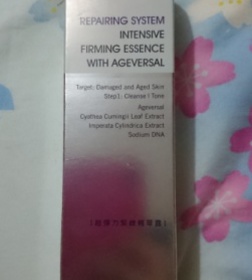 REPAIRING SYSTEM
INTENSIVE
FIRMING ESSENCE
WITH AGEVERSAL
Target: Damaged and Aged Skin
Step3: Cleanse | Tone
Ageversal
Cyathea Cumingii Leaf Extract
Imperata Cylindrica Extract
Sodium DNA